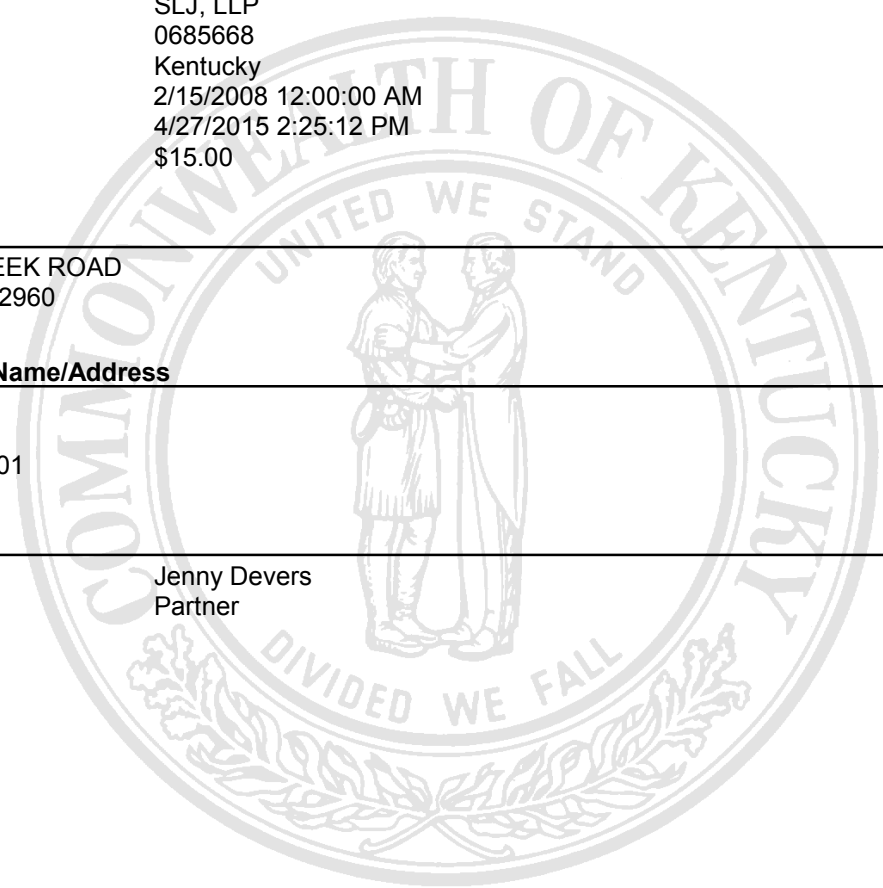 SLJ, LLP
0685668
Kentucky
2/15/2008 12:00:00 AM
4/27/2015 2:25:12 PM
$15.00
EEK ROAD
2960
Name/Address
01
Jenny Devers
Partner
COMMONWEALTH OF KENTUCKY
UNITED WE STAND
DIVIDED WE FALL